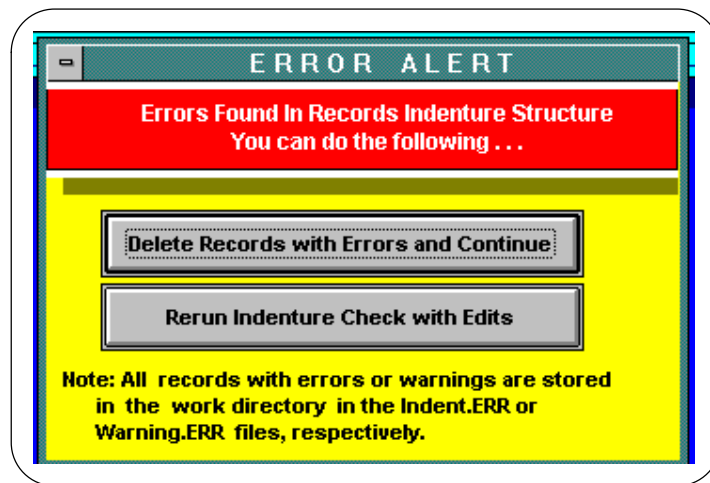 ERROR ALERT
Errors Found In Records Indenture Structure
You can do the following . . .
Delete Records with Errors and Continue
Rerun Indenture Check with Edits
Note: All records with errors or warnings are stored
in the work directory in the Indent.ERR or
Warning.ERR files, respectively.